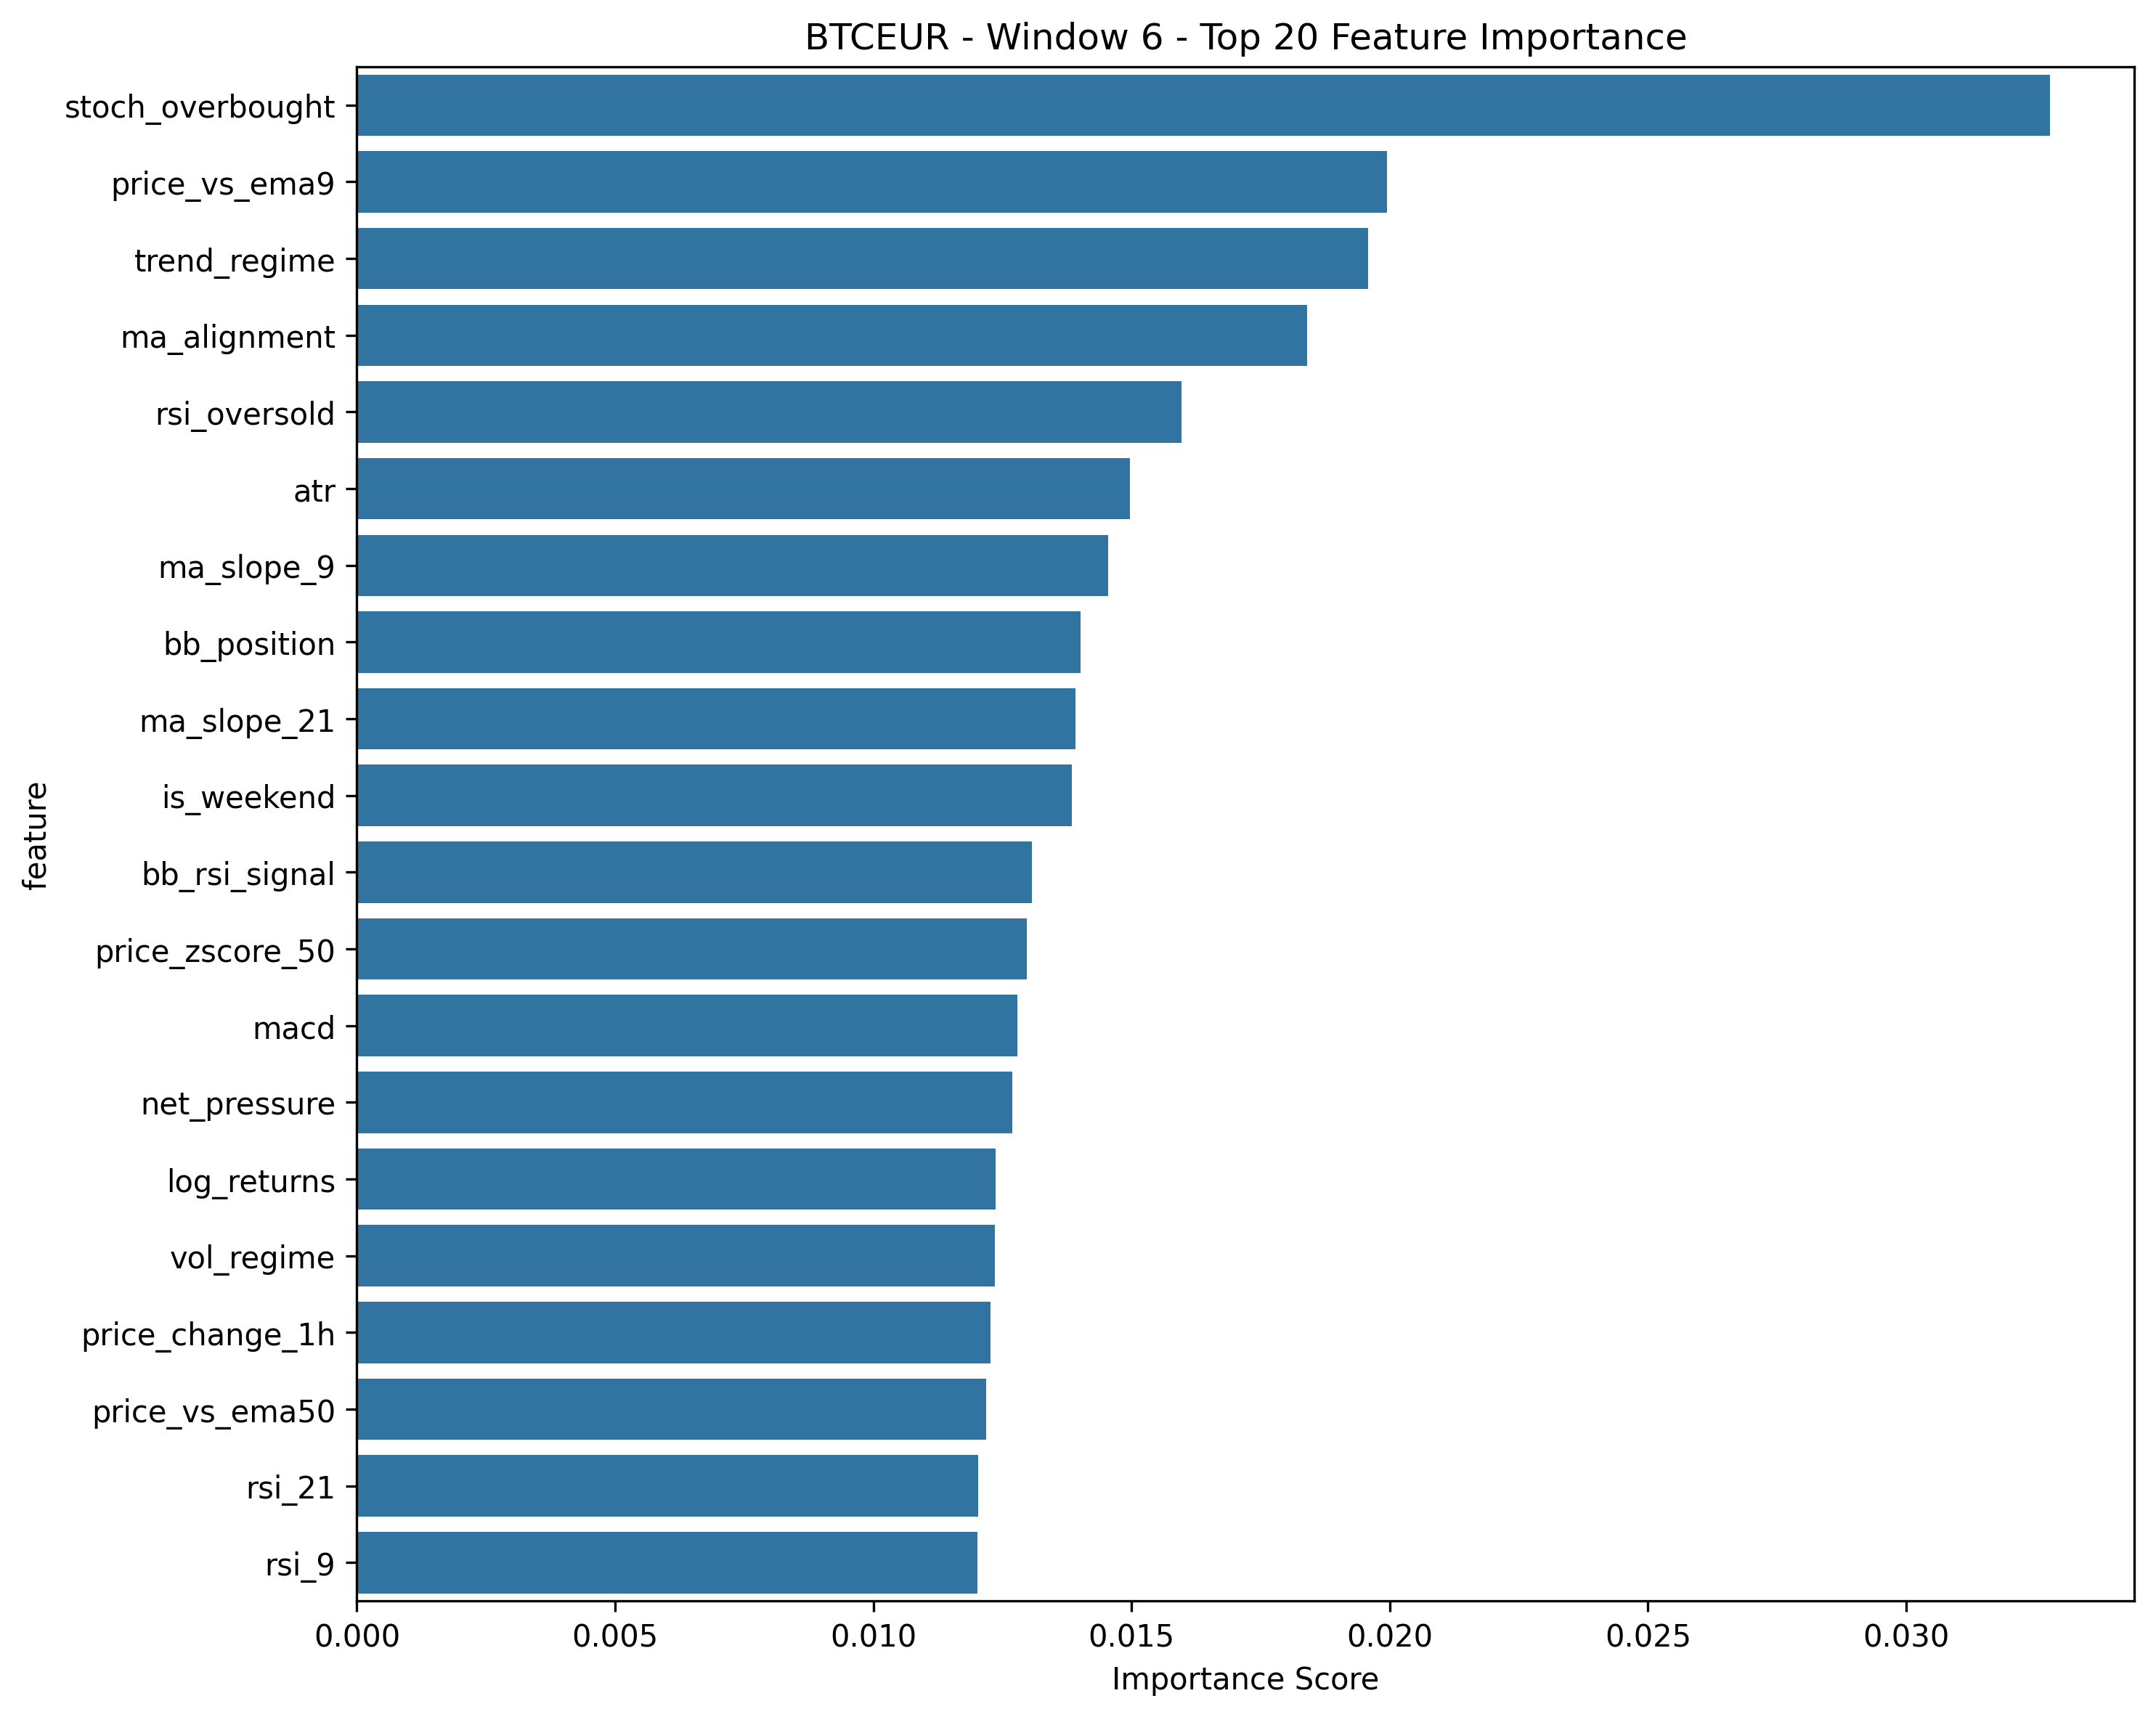 BTCEUR - Window 6 - Top 20 Feature Importance
stoch_overbought
price_vs_ema9
trend_regime
ma_alignment
rsi_oversold
atr
ma_slope_9
bb_position
ma_slope_21
is_weekend
bb_rsi_signal
price_zscore_50
macd
net_pressure
log_returns
vol_regime
price_change_1h
price_vs_ema50
rsi_21
rsi_9
feature
0.000 0.005 0.010 0.015 0.020 0.025 0.030
Importance Score